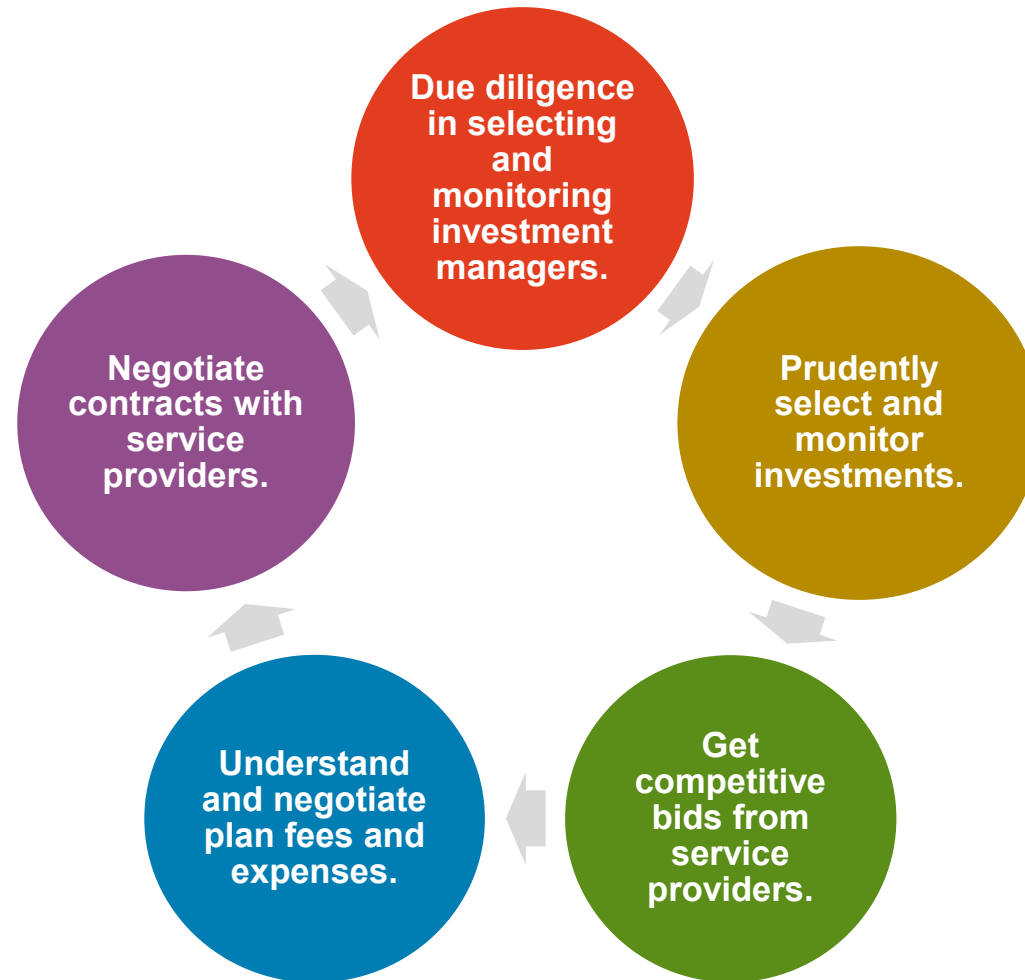 Due diligence
in selecting
and
monitoring
investment
managers.
Prudently
select and
monitor
investments.
Get
competitive
bids from
service
providers.
Understand
and negotiate
plan fees and
expenses.
Negotiate
contracts with
service
providers.